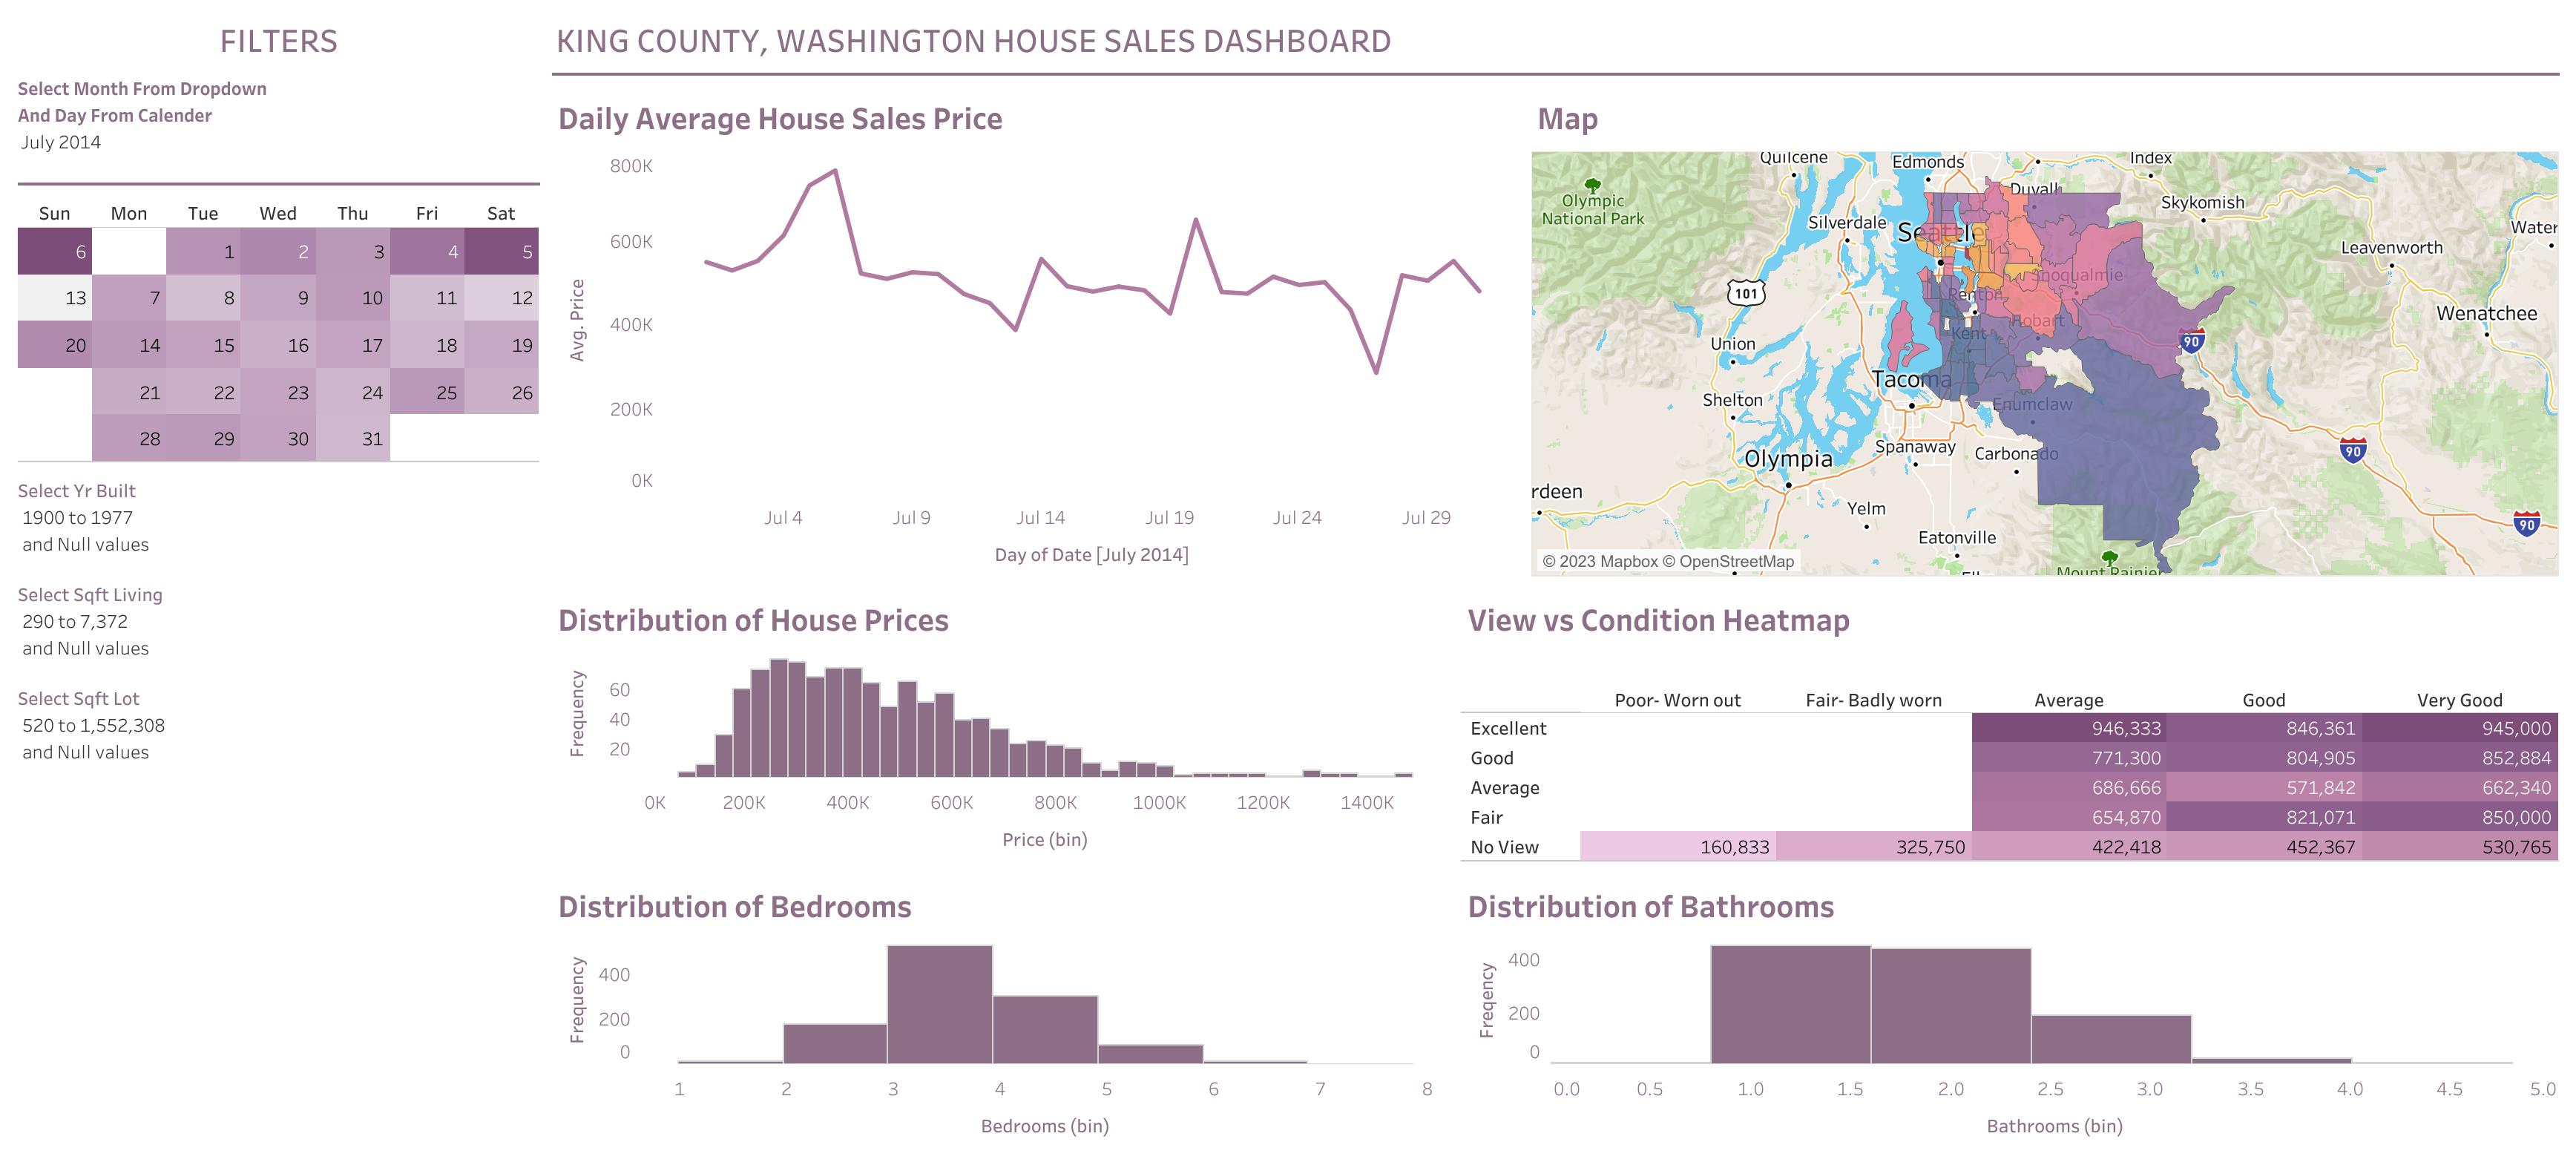 FILTERS
Select Month From Dropdown
And Day From Calender
July 2014
Sun Mon Tue Wed Thu Fri Sat
6 1 2 3 4 5
13 7 8 9 10 11 12
20 14 15 16 17 18 19
21 22 23 24 25 26
28 29 30 31
Select Yr Built
1900 to 1977
and Null values
Select Sqft Living
290 to 7,372
and Null values
Select Sqft Lot
520 to 1,552,308
and Null values
KING COUNTY, WASHINGTON HOUSE SALES DASHBOARD
Daily Average House Sales Price
Avg. Price
800K
600K
400K
200K
0K
Jul 4 Jul 9 Jul 14 Jul 19 Jul 24 Jul 29
Day of Date [July 2014]
Map
Quilcene
Edmonds
Index
Olympic
National Park
Duvall
Skykomish
Silverdale
Seattle
Water
Leavenworth
Snoqualmie
101
Renton
Wenatchee
Hobart
Kent
90
Union
Tacoma
Shelton
Enumclaw
Spanaway
Carbonado
90
Olympia
rdeen
Yelm
90
Eatonville
© 2023 Mapbox © OpenStreetMap
Mount Rainier
Distribution of House Prices
Frequency
60
40
20
0K 200K 400K 600K 800K 1000K 1200K 1400K
Price (bin)
View vs Condition Heatmap
Poor- Worn out Fair- Badly worn Average Good Very Good
Excellent 946,333 846,361 945,000
Good 771,300 804,905 852,884
Average 686,666 571,842 662,340
Fair 654,870 821,071 850,000
No View 160,833 325,750 422,418 452,367 530,765
Distribution of Bedrooms
Frequency
400
200
0
1 2 3 4 5 6 7 8
Bedrooms (bin)
Distribution of Bathrooms
Freqency
400
200
0
0.0 0.5 1.0 1.5 2.0 2.5 3.0 3.5 4.0 4.5 5.0
Bathrooms (bin)